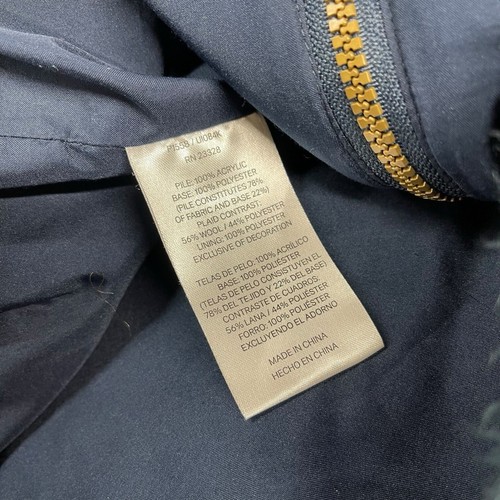 P1558 / U1084K
RN 23328
PILE: 100% ACRYLIC
BASE: 100% POLYESTER
(PILE CONSTITUTES 78%
OF FABRIC AND BASE 22%)
PLAID CONTRAST:
56% WOOL / 44% POLYESTER
LINING: 100% POLYESTER
EXCLUSIVE OF DECORATION
TELAS DE PELO: 100% ACRÍLICO
BASE: 100% POLIÉSTER
(TELAS DE PELO CONSTITUYEN EL
78% DEL TEJIDO Y 22% DEL BASE)
CONTRASTE DE CUADROS:
56% LANA / 44% POLIÉSTER
FORRO: 100% POLIÉSTER
EXCLUYENDO EL ADORNO
MADE IN CHINA
HECHO EN CHINA